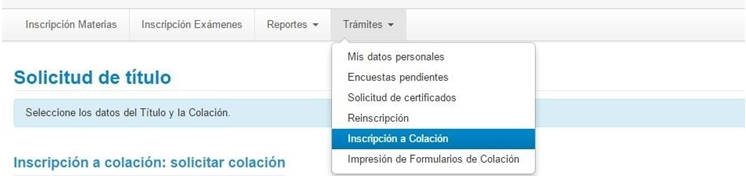 Inscripción Materias Inscripción Exámenes Reportes Trámites
Mis datos personales
Encuestas pendientes
Solicitud de certificados
Reinscripción
Inscripción a Colación
Impresión de Formularios de Colación
Solicitud de título
Seleccione los datos del Título y la Colación.
Inscripción a colación: solicitar colación